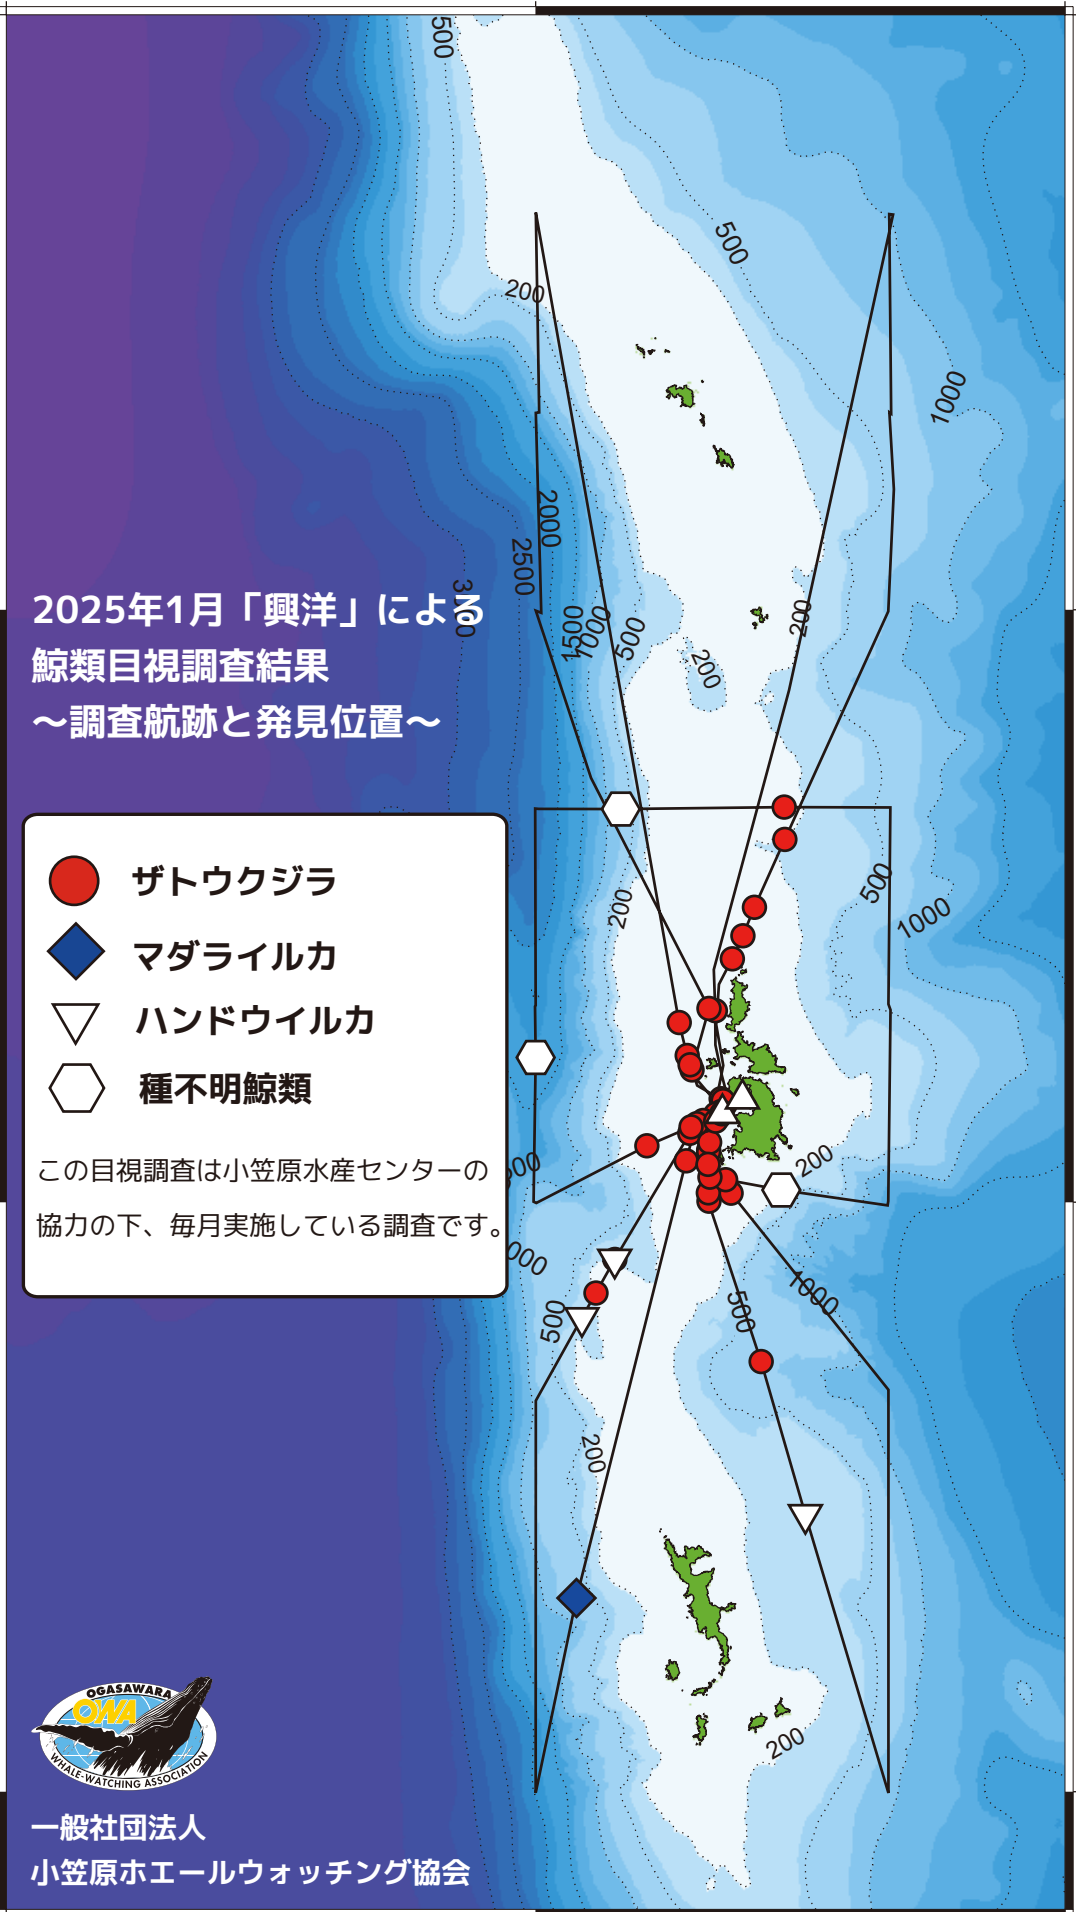 500
500
200
1000
2000
2500
1500
1000
500
200
200
2025年1月「興洋」による
鯨類目視調査結果
～調査航跡と発見位置～
500
200
1000
ザトウクジラ
マダライルカ
ハンドウイルカ
種不明鯨類
この目視調査は小笠原水産センターの
協力の下、毎月実施している調査です。
200
500
500
1000
200
200
OGASAWARA
OWA
WHALE-WATCHING ASSOCIATION
一般社団法人
小笠原ホエールウォッチング協会